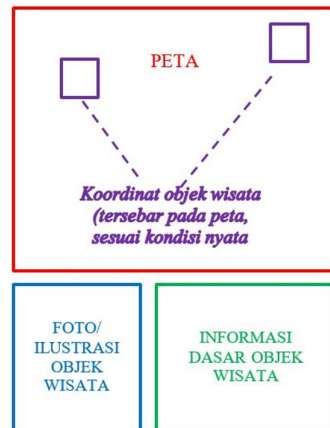 PETA
Koordinat objek wisata
(tersebar pada peta,
sesuai kondisi nyata
FOTO/
ILUSTRASI
OBJEK
WISATA
INFORMASI
DASAR OBJEK
WISATA